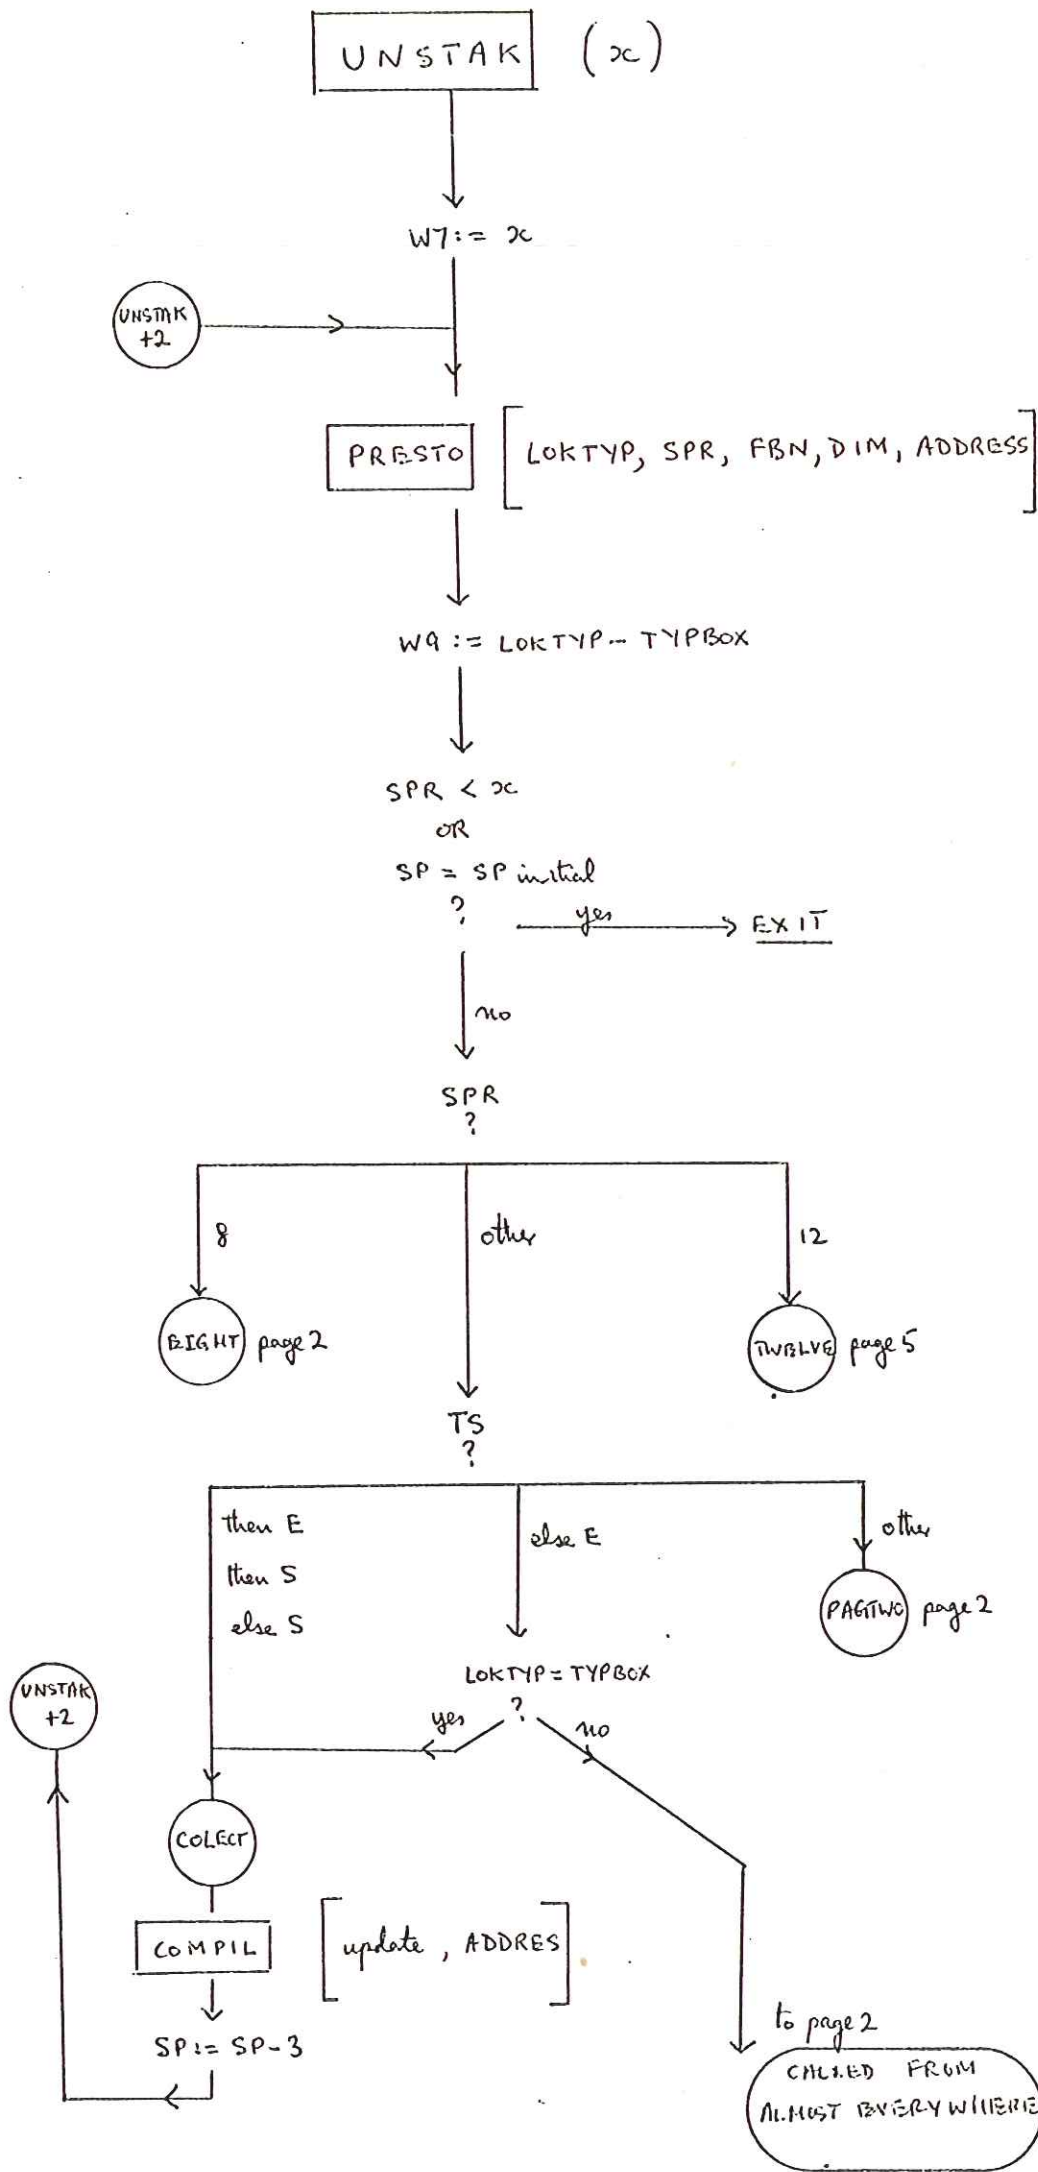 UNSTAK (x)
W7:= x
UNSTAK
+2
PRESTO [LOKTYP, SPR, FBN, DIM, ADDRESS]
W9 := LOKTYP - TYPBOX
SPR < x
OR
SP = SP initial
?
yes
EXIT
no
SPR
?
8
other
12
EIGHT page 2
TWELVE page 5
TS
?
then E
then S
else S
else E
other
PAGTWO page 2
LOKTYP = TYPBOX
?
yes
no
UNSTAK
+2
COLECT
COMPIL [update, ADDRES]
SP:= SP-3
to page 2
CALLED FROM
ALMOST EVERYWHERE